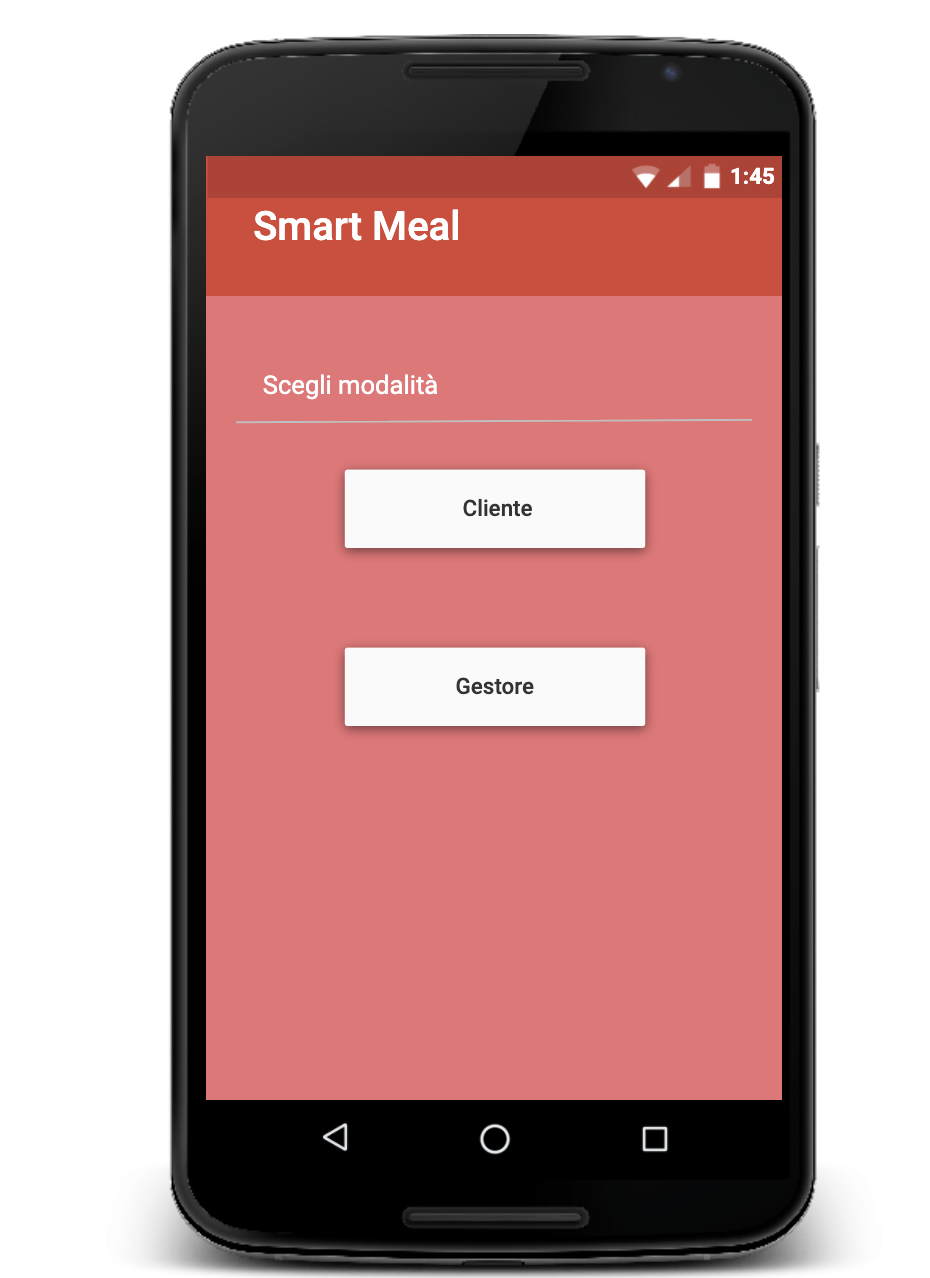 1:45
Smart Meal
Scegli modalità
Cliente
Gestore